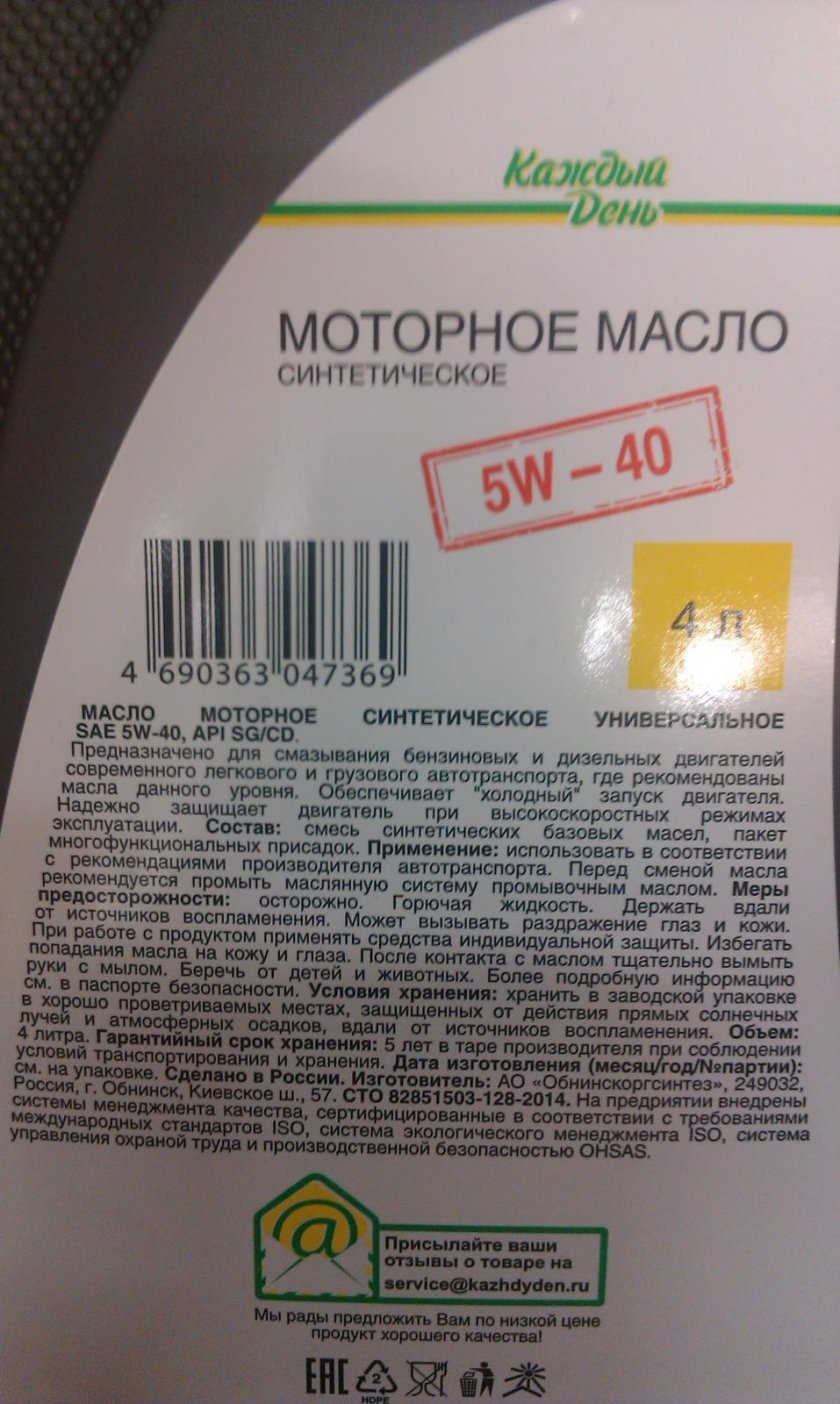 Каждый
День
МОТОРНОЕ МАСЛО
СИНТЕТИЧЕСКОЕ
5W – 40
4 л
4 690363 047369
МАСЛО МОТОРНОЕ СИНТЕТИЧЕСКОЕ УНИВЕРСАЛЬНОЕ
SAE 5W-40, API SG/CD.
Предназначено для смазывания бензиновых и дизельных двигателей
современного легкового и грузового автотранспорта, где рекомендованы
масла данного уровня. Обеспечивает "холодный" запуск двигателя.
Надежно защищает двигатель при высокоскоростных режимах
эксплуатации. Состав: смесь синтетических базовых масел, пакет
многофункциональных присадок. Применение: использовать в соответствии
с рекомендациями производителя автотранспорта. Перед сменой масла
рекомендуется промыть маслянную систему промывочным маслом. Меры
предосторожности: осторожно. Горючая жидкость. Держать вдали
от источников воспламенения. Может вызывать раздражение глаз и кожи.
При работе с продуктом применять средства индивидуальной защиты. Избегать
попадания масла на кожу и глаза. После контакта с маслом тщательно вымыть
руки с мылом. Беречь от детей и животных. Более подробную информацию
см. в паспорте безопасности. Условия хранения: хранить в заводской упаковке
в хорошо проветриваемых местах, защищенных от действия прямых солнечных
лучей и атмосферных осадков, вдали от источников воспламенения. Объем:
4 литра. Гарантийный срок хранения: 5 лет в таре производителя при соблюдении
условий транспортирования и хранения. Дата изготовления (месяц/год/№партии):
см. на упаковке. Сделано в России. Изготовитель: АО «Обнинскоргсинтез», 249032,
Россия, г. Обнинск, Киевское ш., 57. СТО 82851503-128-2014. На предриятии внедрены
системы менеджмента качества, сертифицированные в соответствии с требованиями
международных стандартов ISO, система экологического менеджмента ISO, система
управления охраной труда и производственной безопасностью OHSAS.
Присылайте ваши
отзывы о товаре на
service@kazhdyden.ru
Мы рады предложить Вам по низкой цене
продукт хорошего качества!
EAC
2
HDPE